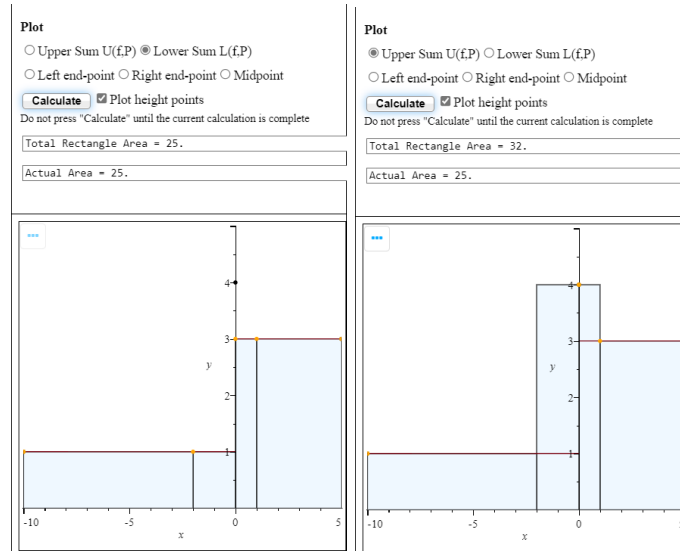 Plot
Upper Sum U(f,P) Lower Sum L(f,P)
Left end-point Right end-point Midpoint
Calculate Plot height points
Do not press "Calculate" until the current calculation is complete
Total Rectangle Area = 25.
Actual Area = 25.
4
3
y
2
1
-10 -5 0 5
x
Plot
Upper Sum U(f,P) Lower Sum L(f,P)
Left end-point Right end-point Midpoint
Calculate Plot height points
Do not press "Calculate" until the current calculation is complete
Total Rectangle Area = 32.
Actual Area = 25.
4
3
y
2
1
-10 -5 0
x